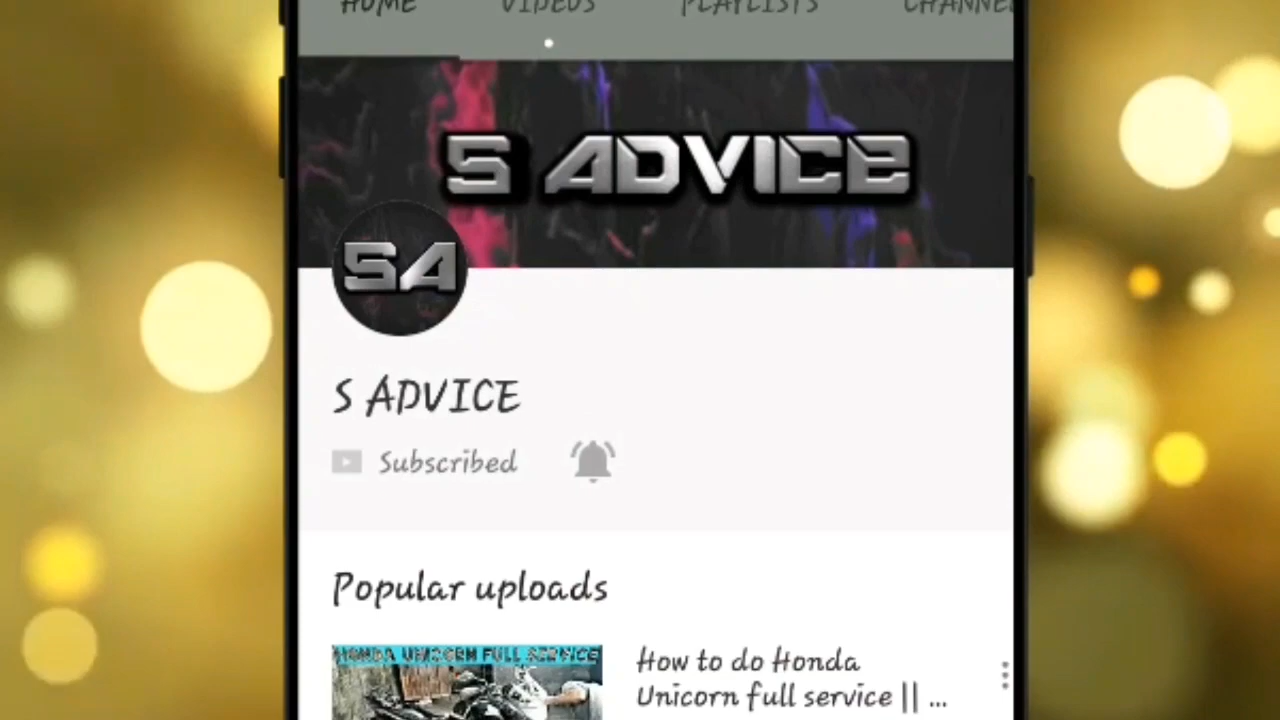 HOME VIDEOS PLAYLISTS CHANNEL
S ADVICE
SA
S ADVICE
Subscribed
Popular uploads
HONDA UNICORN FULL SERVICE
How to do Honda
Unicorn full service || ...